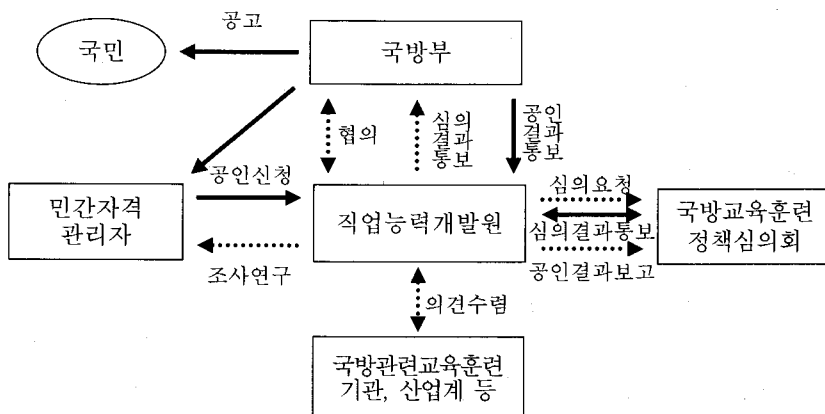 공고
국민
국방부
협의
심의
결과
통보
공인
결과
통보
공인신청
심의요청
민간자격
관리자
직업능력개발원
국방교육훈련
정책심의회
심의결과통보
조사연구
공인결과보고
의견수렴
국방관련교육훈련
기관, 산업계 등